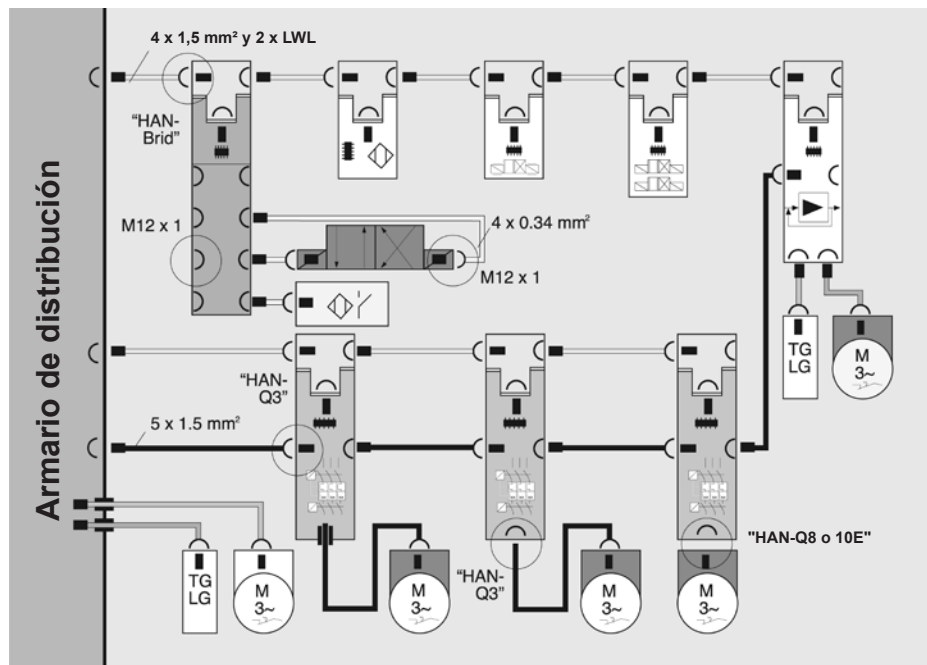 4 x 1,5 mm² y 2 x LWL
"HAN-
Brid"
M12 x 1
4 x 0.34 mm²
M12 x 1
Armario de distribución
TG
LG
M
3~
"HAN-
Q3"
5 x 1.5 mm²
"HAN-Q8 o 10E"
"HAN-
Q3"
TG
LG
M
3~
M
3~
M
3~
M
3~